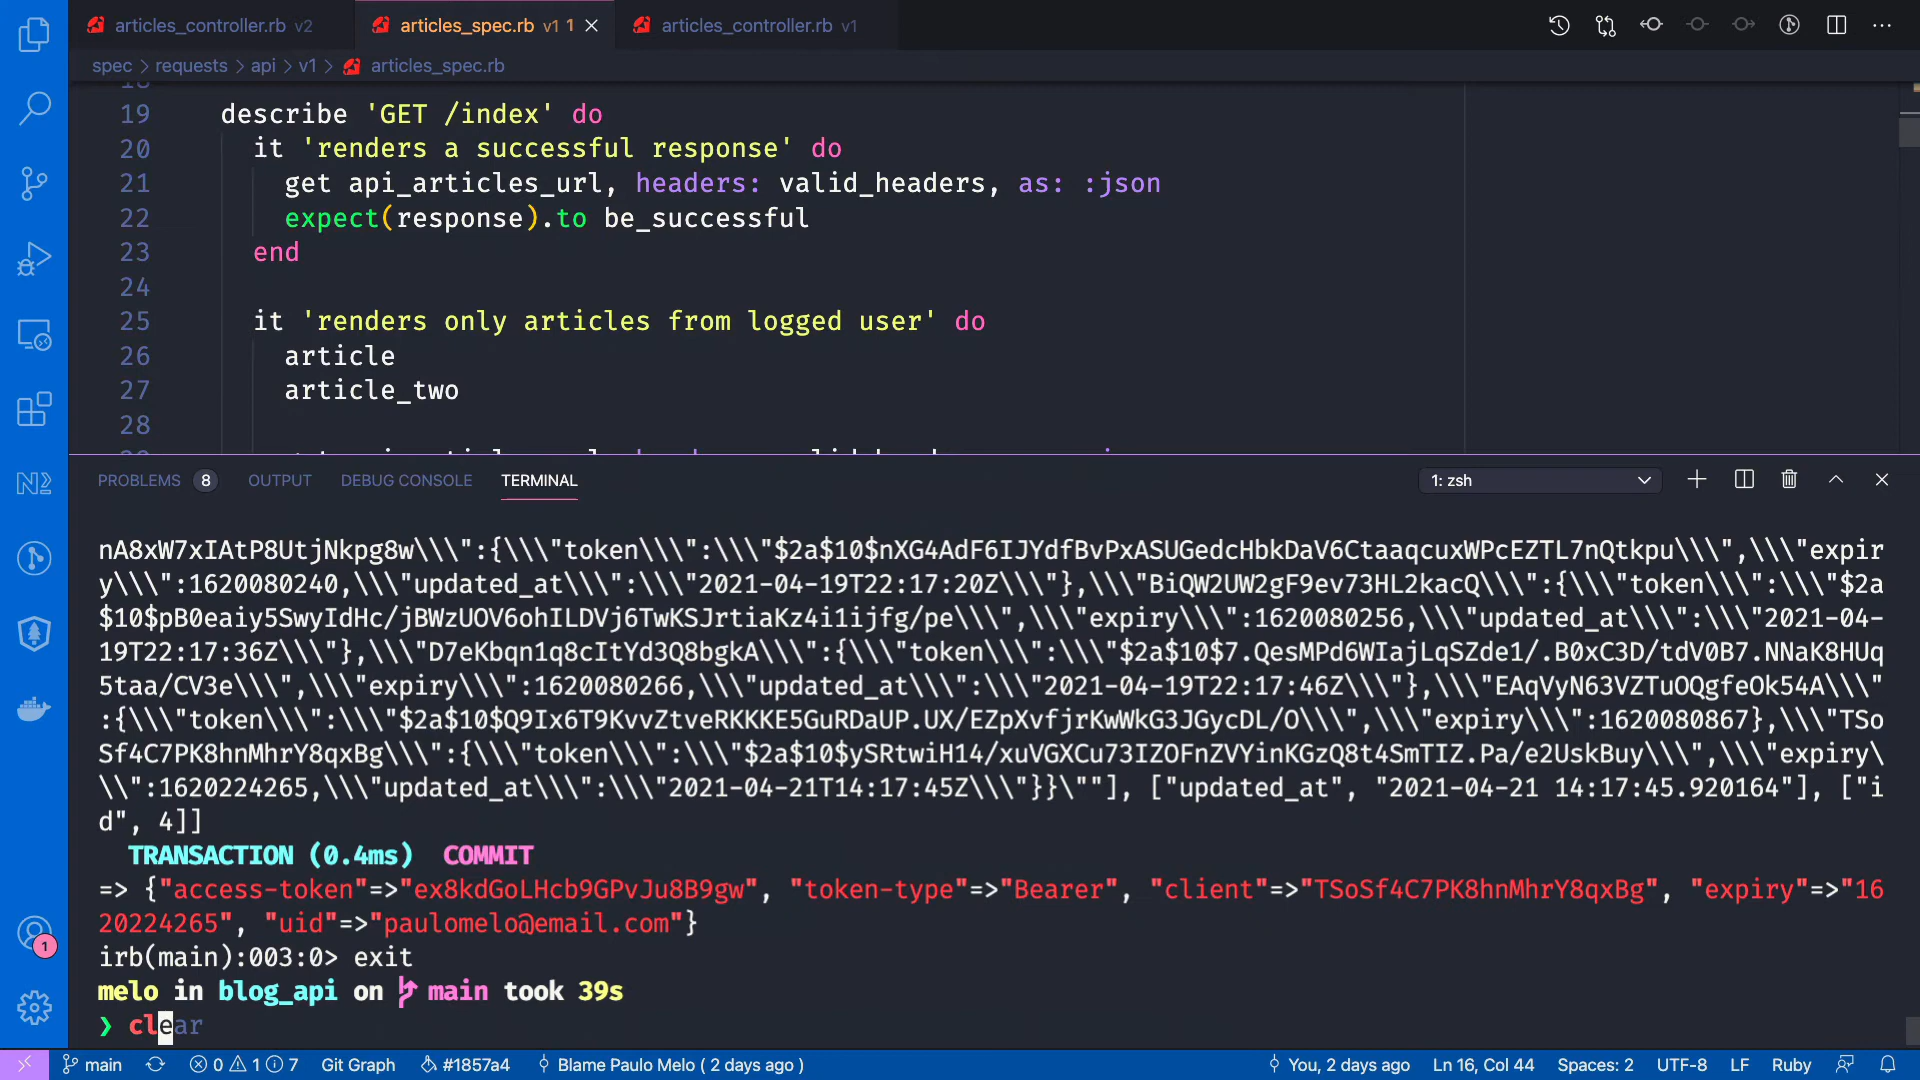 articles_controller.rb v2
articles_spec.rb v1 1
articles_controller.rb v1
spec > requests > api > v1 > articles_spec.rb
19 describe 'GET /index' do
20 it 'renders a successful response' do
21 get api_articles_url, headers: valid_headers, as: :json
22 expect(response).to be_successful
23 end
24
25 it 'renders only articles from logged user' do
26 article
27 article_two
28
PROBLEMS 8 OUTPUT DEBUG CONSOLE TERMINAL 1: zsh
nA8xW7xIAtP8UtjNkpg8w\\\":{\\\"token\\\":\\\"$2a$10$nXG4AdF6IJYdfBvPxASUGedcHbkDaV6CtaaqcuxWPcEZTL7nQtkpu\\\",\\\"expir
y\\\":1620080240,\\\"updated_at\\\":\\\"2021-04-19T22:17:20Z\\\"},\\\"BiQW2UW2gF9ev73HL2kacQ\\\":{\\\"token\\\":\\\"$2a
$10$pB0eaiy5SwyIdHc/jBWzUOV6ohILDVj6TwKSJrtiaKz4i1ijfg/pe\\\",\\\"expiry\\\":1620080256,\\\"updated_at\\\":\\\"2021-04-
19T22:17:36Z\\\"},\\\"D7eKbqn1q8cItYd3Q8bgkA\\\":{\\\"token\\\":\\\"$2a$10$7.QesMPd6WIajLqSZde1/.B0xC3D/tdV0B7.NNaK8HUq
5taa/CV3e\\\",\\\"expiry\\\":1620080266,\\\"updated_at\\\":\\\"2021-04-19T22:17:46Z\\\"},\\\"EAqVyN63VZTuOQgfeOk54A\\\"
:{\\\"token\\\":\\\"$2a$10$Q9Ix6T9KvvZtveRKKKE5GuRDaUP.UX/EZpXvfjrKwWkG3JGycDL/O\\\",\\\"expiry\\\":1620080867},\\\"TSo
Sf4C7PK8hnMhrY8qxBg\\\":{\\\"token\\\":\\\"$2a$10$ySRtwiH14/xuVGXCu73IZOFnZVYinKGzQ8t4SmTIZ.Pa/e2UskBuy\\\",\\\"expiry\
\\":1620224265,\\\"updated_at\\\":\\\"2021-04-21T14:17:45Z\\\"}}\""], ["updated_at", "2021-04-21 14:17:45.920164"], ["i
d", 4]]
TRANSACTION (0.4ms) COMMIT
=> {"access-token"=>"ex8kdGoLHcb9GPvJu8B9gw", "token-type"=>"Bearer", "client"=>"TSoSf4C7PK8hnMhrY8qxBg", "expiry"=>"16
20224265", "uid"=>"paulomelo@email.com"}
irb(main):003:0> exit
melo in blog_api on main took 39s
❯ clear
1
main 0 1 7 Git Graph #1857a4 Blame Paulo Melo ( 2 days ago ) You, 2 days ago Ln 16, Col 44 Spaces: 2 UTF-8 LF Ruby